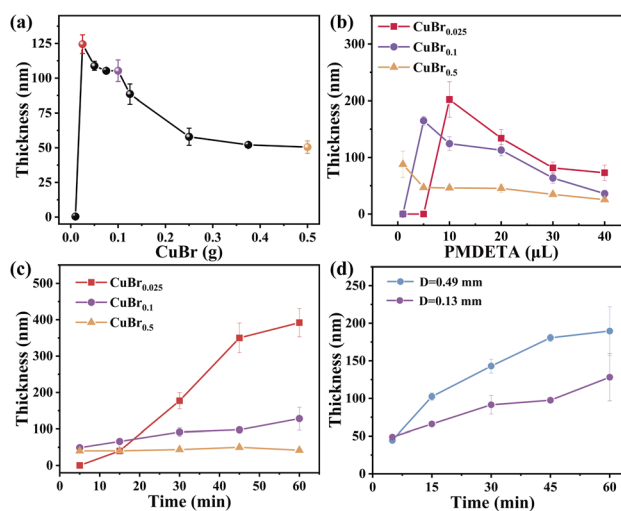 (a)
Thickness (nm)
125
100
75
50
25
0
0.0 0.1 0.2 0.3 0.4 0.5
CuBr (g)
(b)
Thickness (nm)
300
200
100
0
CuBr0.025
CuBr0.1
CuBr0.5
0 10 20 30 40
PMDETA (μL)
(c)
Thickness (nm)
500
400
300
200
100
0
CuBr0.025
CuBr0.1
CuBr0.5
0 10 20 30 40 50 60
Time (min)
(d)
Thickness (nm)
250
200
150
100
50
0
D=0.49 mm
D=0.13 mm
15 30 45 60
Time (min)